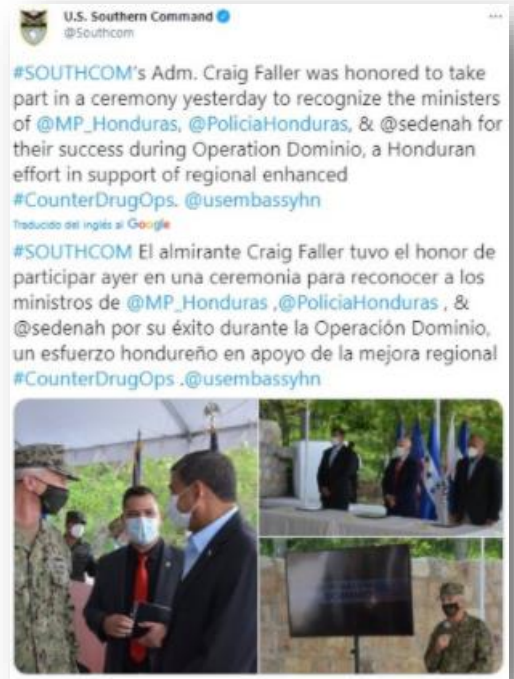 U.S. Southern Command
@Southcom
#SOUTHCOM's Adm. Craig Faller was honored to take
part in a ceremony yesterday to recognize the ministers
of @MP_Honduras, @PoliciaHonduras, & @sedenah for
their success during Operation Dominio, a Honduran
effort in support of regional enhanced
#CounterDrugOps. @usembassyhn
Traducido del inglés al Google
#SOUTHCOM El almirante Craig Faller tuvo el honor de
participar ayer en una ceremonia para reconocer a los
ministros de @MP_Honduras ,@PoliciaHonduras , &
@sedenah por su éxito durante la Operación Dominio,
un esfuerzo hondureño en apoyo de la mejora regional
#CounterDrugOps .@usembassyhn